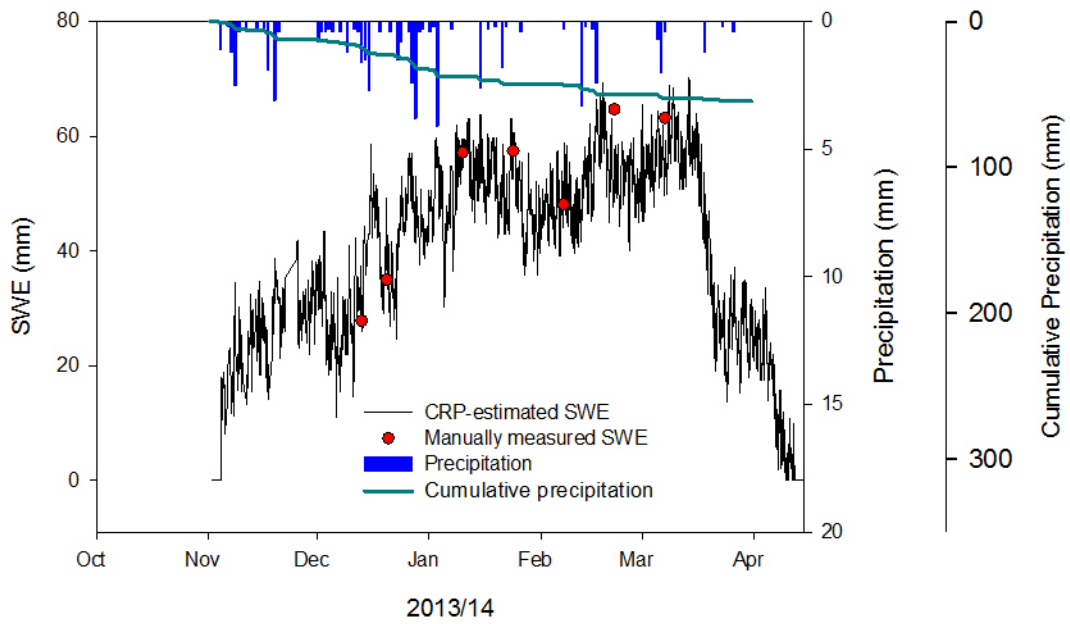 80
60
40
20
0
SWE (mm)
Oct
Nov
Dec
Jan
Feb
Mar
Apr
2013/14
0
5
10
15
20
Precipitation (mm)
0
100
200
300
Cumulative Precipitation (mm)
CRP-estimated SWE
Manually measured SWE
Precipitation
Cumulative precipitation